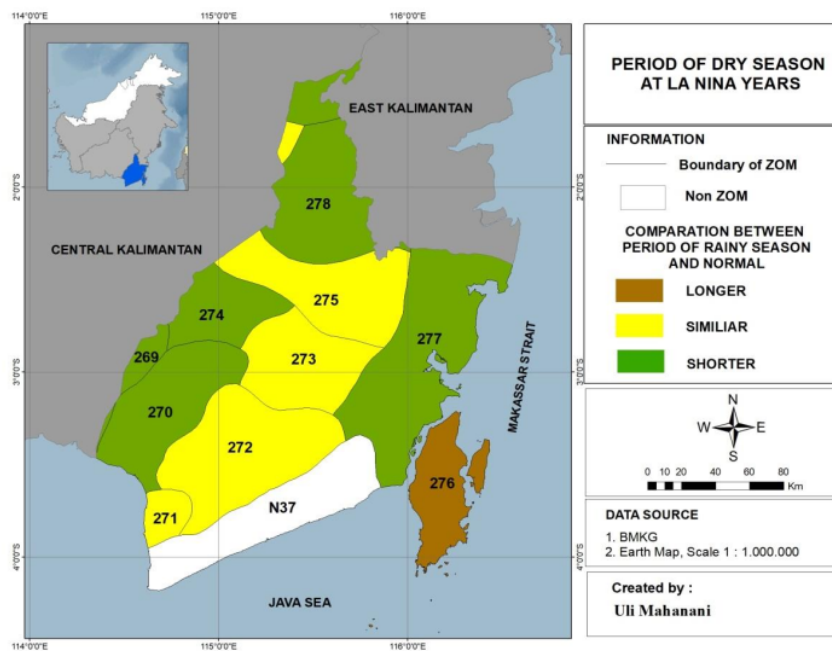 114°0'0"E
115°0'0"E
116°0'0"E
EAST KALIMANTAN
2°0'0"S
2°0'0"S
278
CENTRAL KALIMANTAN
275
274
277
273
269
3°0'0"S
3°0'0"S
270
MAKASSAR STRAIT
272
276
N37
271
4°0'0"S
4°0'0"S
JAVA SEA
114°0'0"E
115°0'0"E
116°0'0"E
PERIOD OF DRY SEASON
AT LA NINA YEARS
INFORMATION
Boundary of ZOM
Non ZOM
COMPARATION BETWEEN
PERIOD OF RAINY SEASON
AND NORMAL
LONGER
SIMILIAR
SHORTER
N
W E
S
0 10 20 40 60 80
Km
DATA SOURCE
1. BMKG
2. Earth Map, Scale 1 : 1.000.000
Created by :
Uli Mahanani